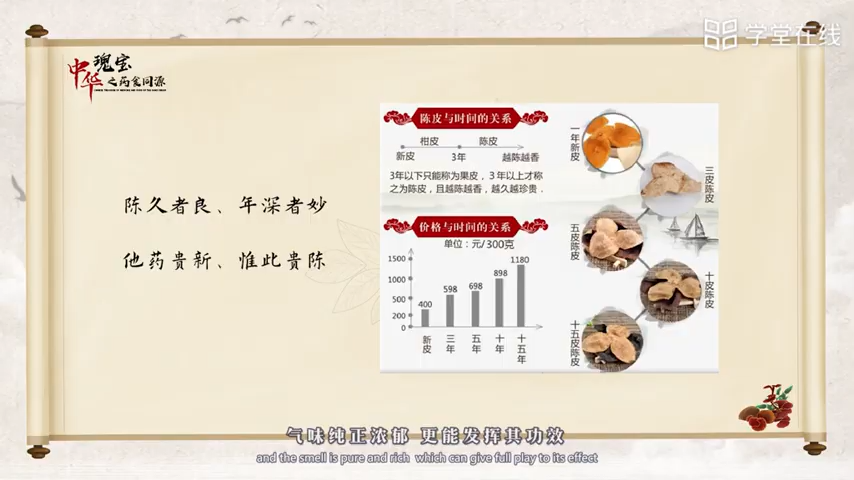 学堂在线
瑰宝
中华之药食同源
陈久者良、年深者妙
他药贵新、惟此贵陈
陈皮与时间的关系
柑皮
陈皮
新皮
3年
越陈越香
3年以下只能称为果皮，3年以上才称
之为陈皮，且越陈越香，越久越珍贵.
价格与时间的关系
单位：元/300克
1500
1000
500
200
0
400
598
698
898
1180
新皮
三年
五年
十年
十五年
一年新皮
三皮陈皮
五皮陈皮
十皮陈皮
十五皮陈皮
气味纯正浓郁 更能发挥其功效
and the smell is pure and rich which can give full play to its effect